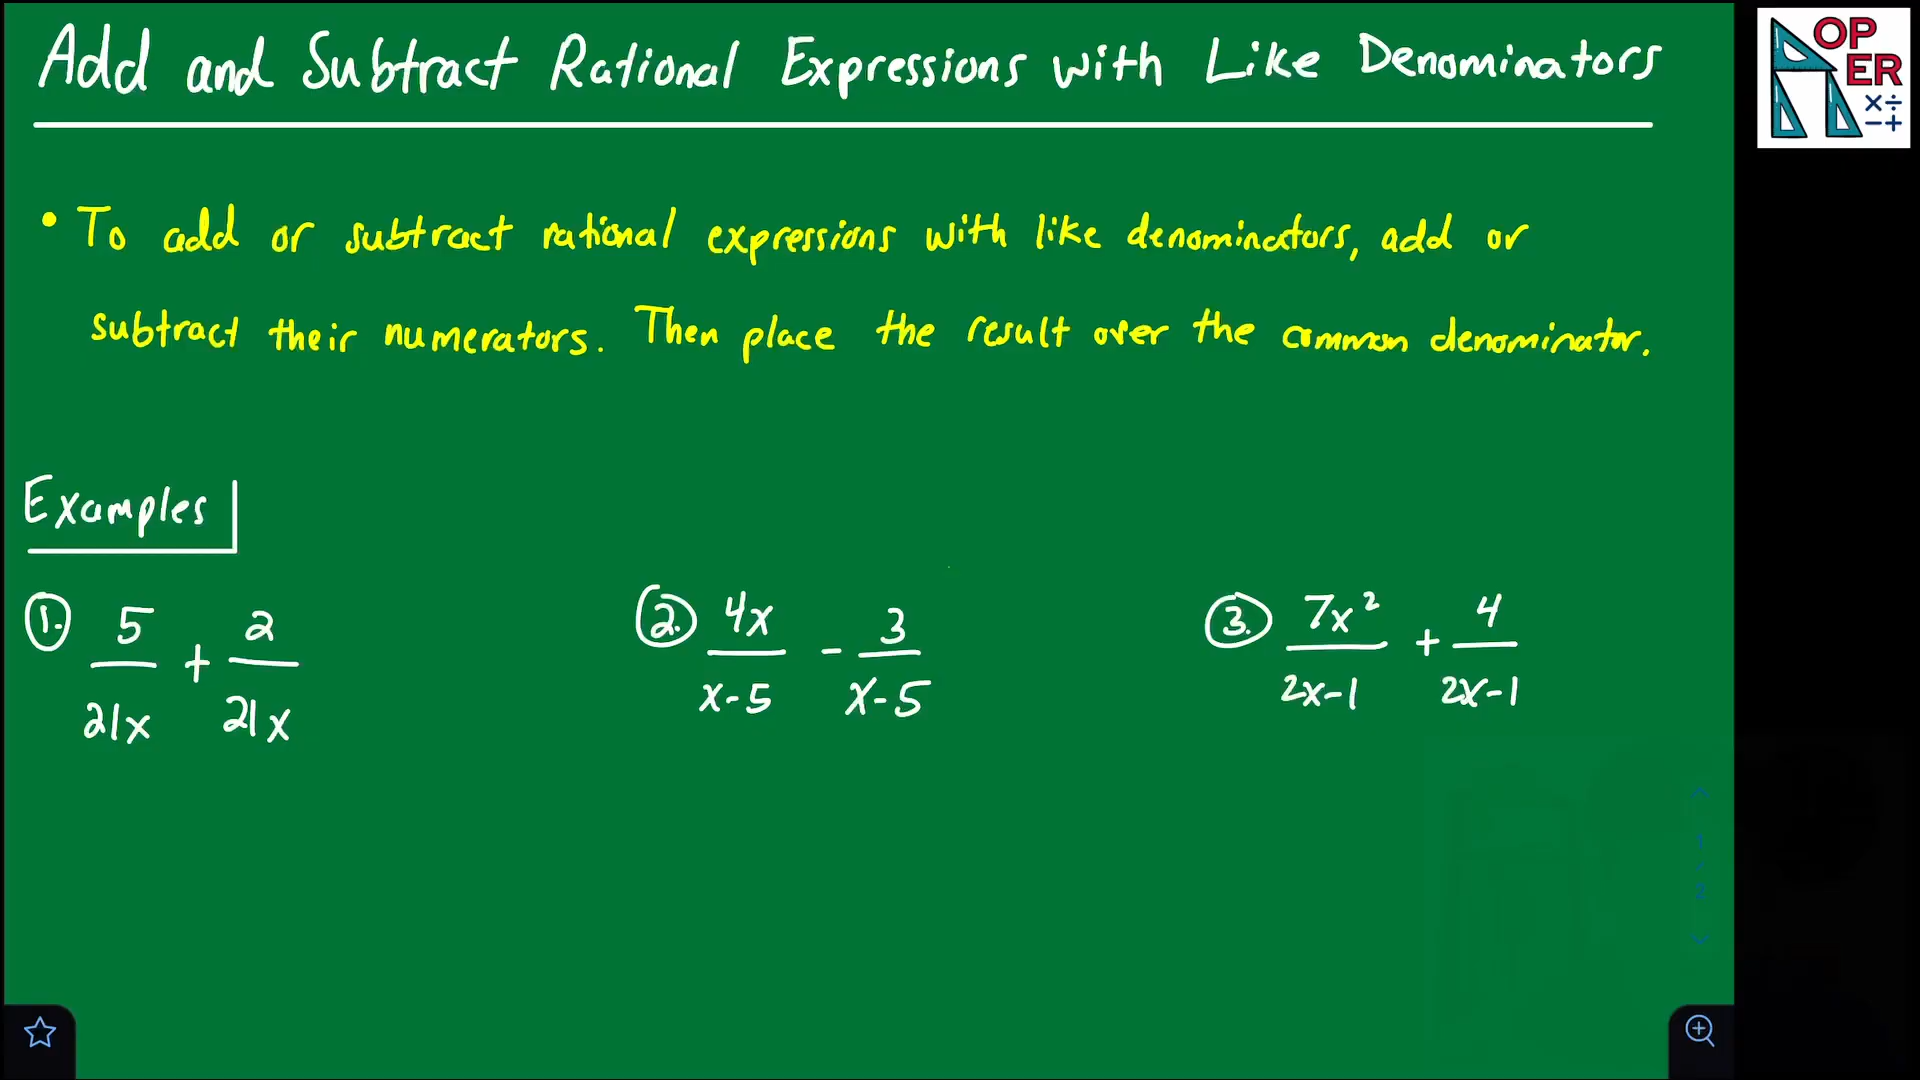 Add and Subtract Rational Expressions with Like Denominators
OP
ER
×÷
−+
• To add or subtract rational expressions with like denominators, add or
subtract their numerators. Then place the result over the common denominator.
Examples
1. 5/21x + 2/21x
2. 4x/x-5 - 3/x-5
3. 7x²/2x-1 + 4/2x-1
1
/
2